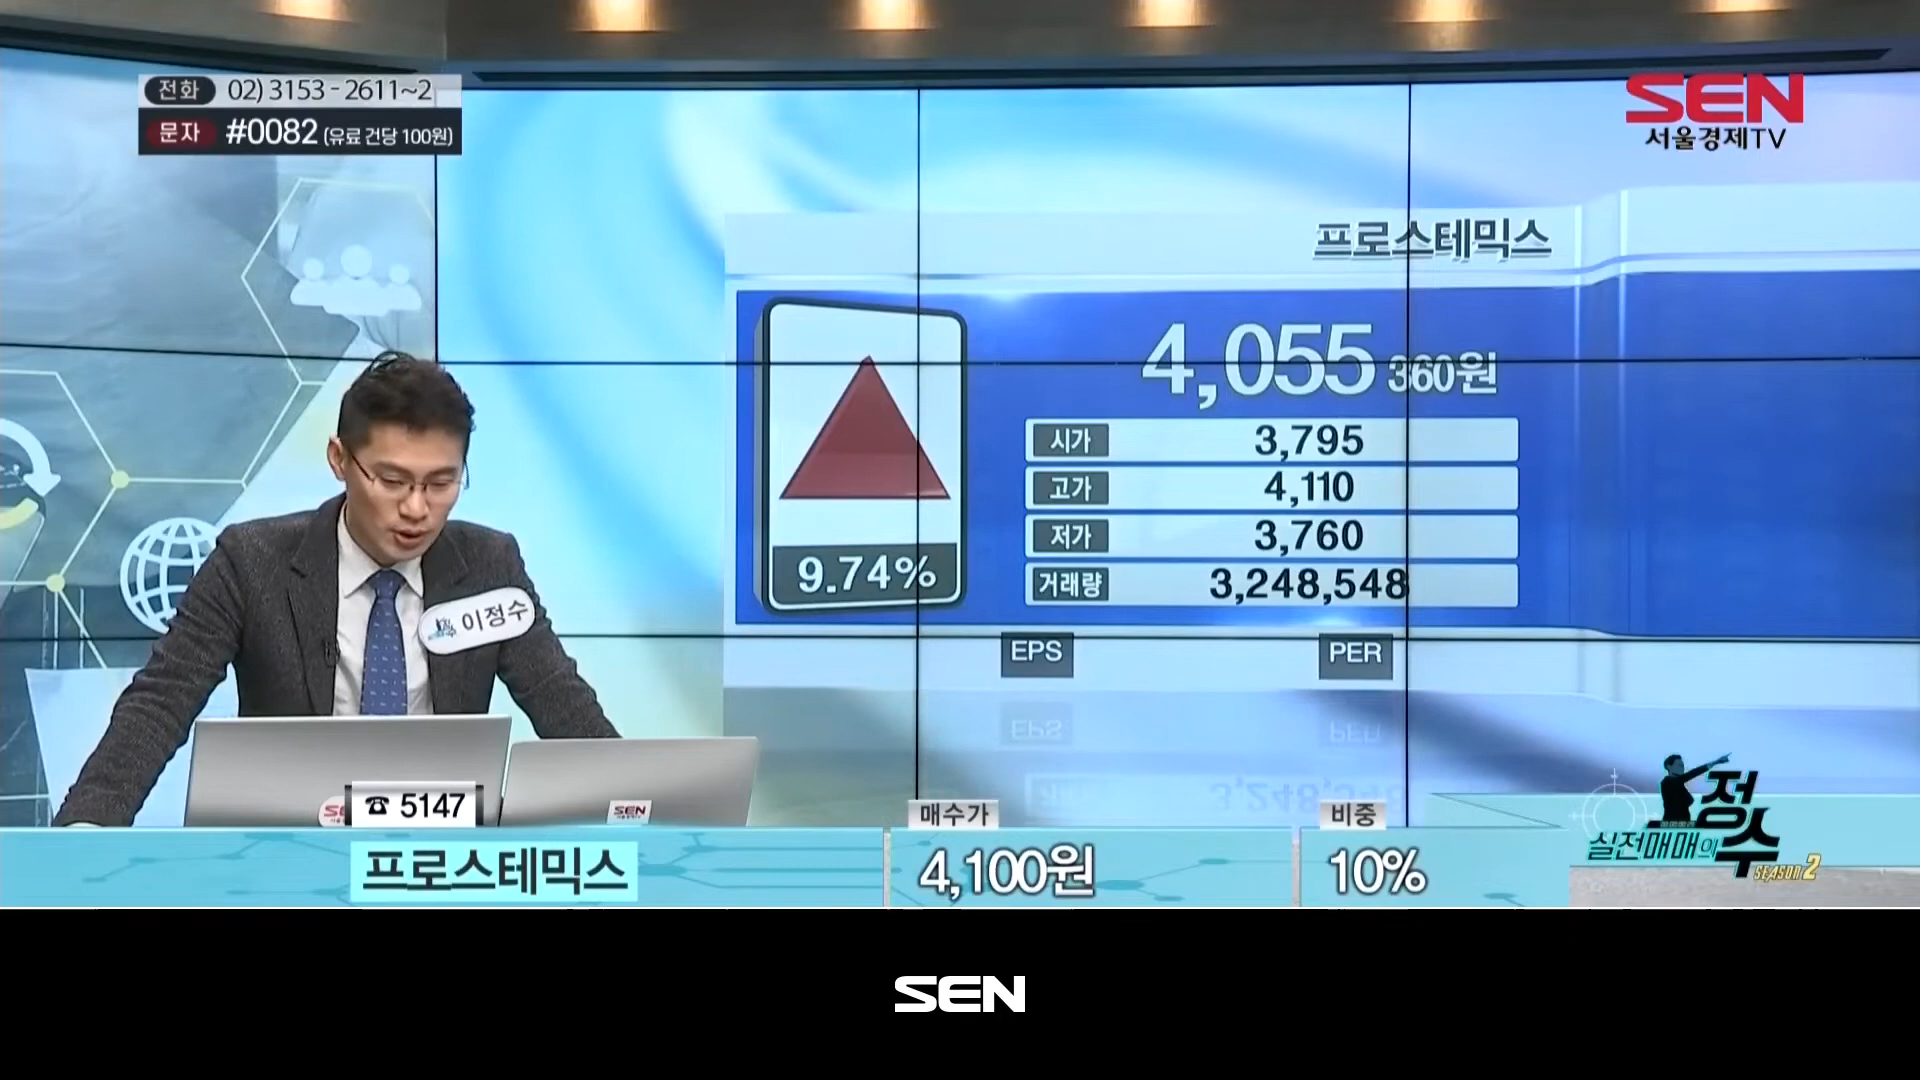 전화 02) 3153 - 2611~2
문자 #0082 (유료 건당 100원)
SEN
서울경제TV
프로스테믹스
4,055 360원
9.74%
시가 3,795
고가 4,110
저가 3,760
거래량 3,248,548
EPS PER
이정수
SEN
☎ 5147
프로스테믹스
매수가
4,100원
비중
10%
실전매매의 정수
SEASON 2
SEN